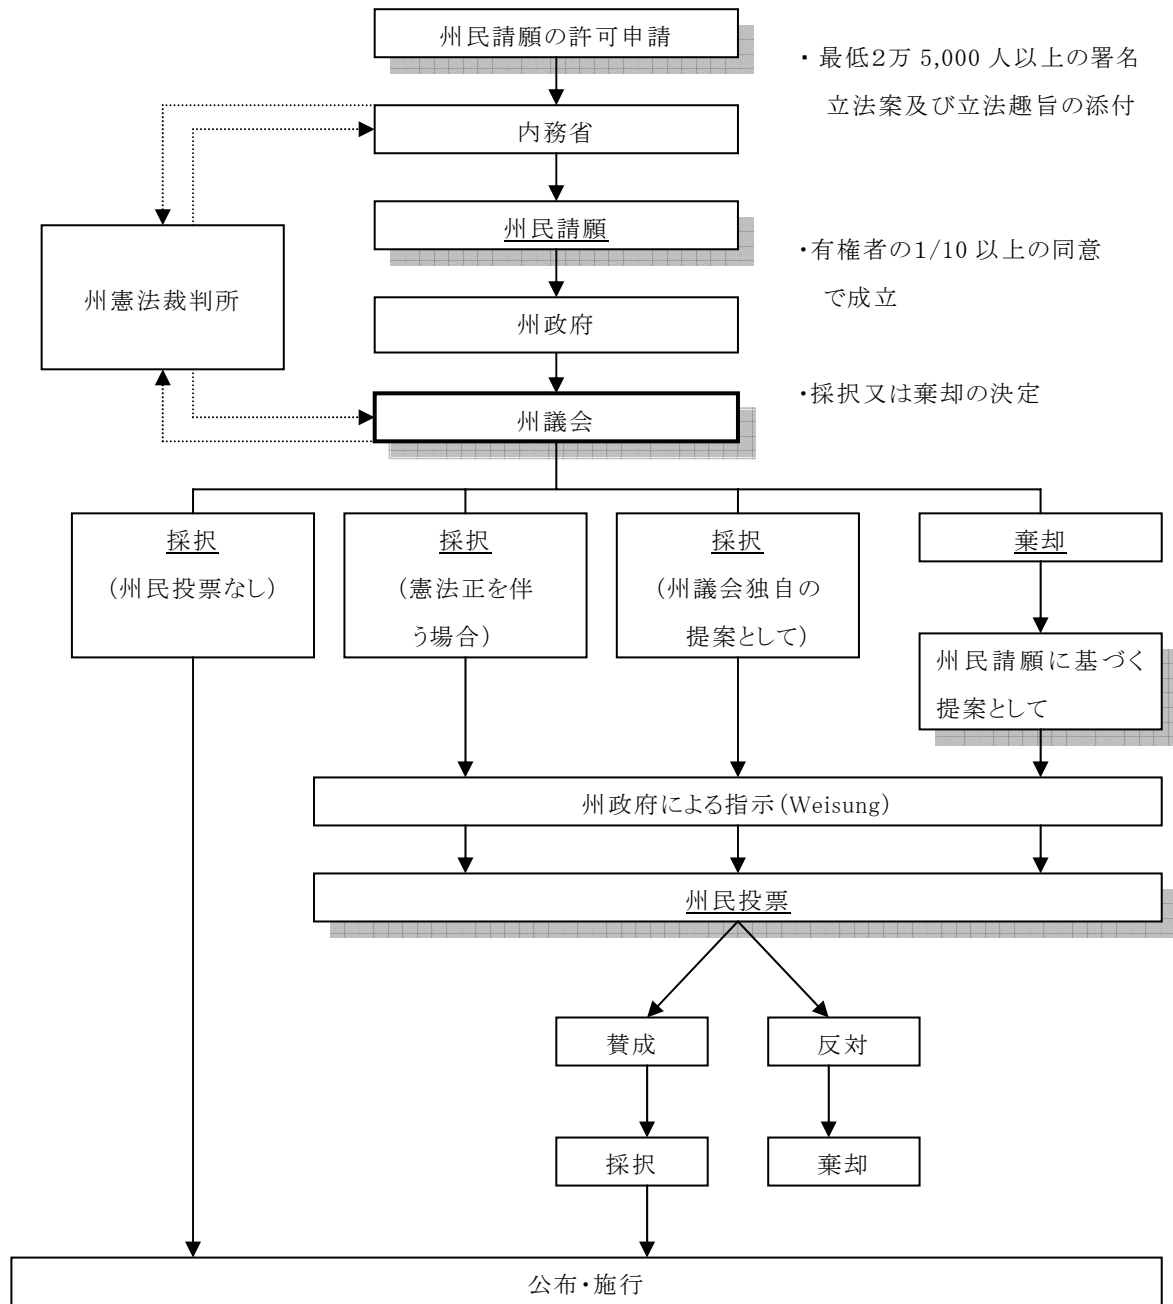 州民請願の許可申請
・最低2万 5,000 人以上の署名
立法案及び立法趣旨の添付
内務省
州民請願
・有権者の1/10 以上の同意
で成立
州憲法裁判所
州政府
・採択又は棄却の決定
州議会
採択
(州民投票なし)
採択
(憲法正を伴
う場合)
採択
(州議会独自の
提案として)
棄却
州民請願に基づく
提案として
州政府による指示(Weisung)
州民投票
賛成
反対
採択
棄却
公布・施行